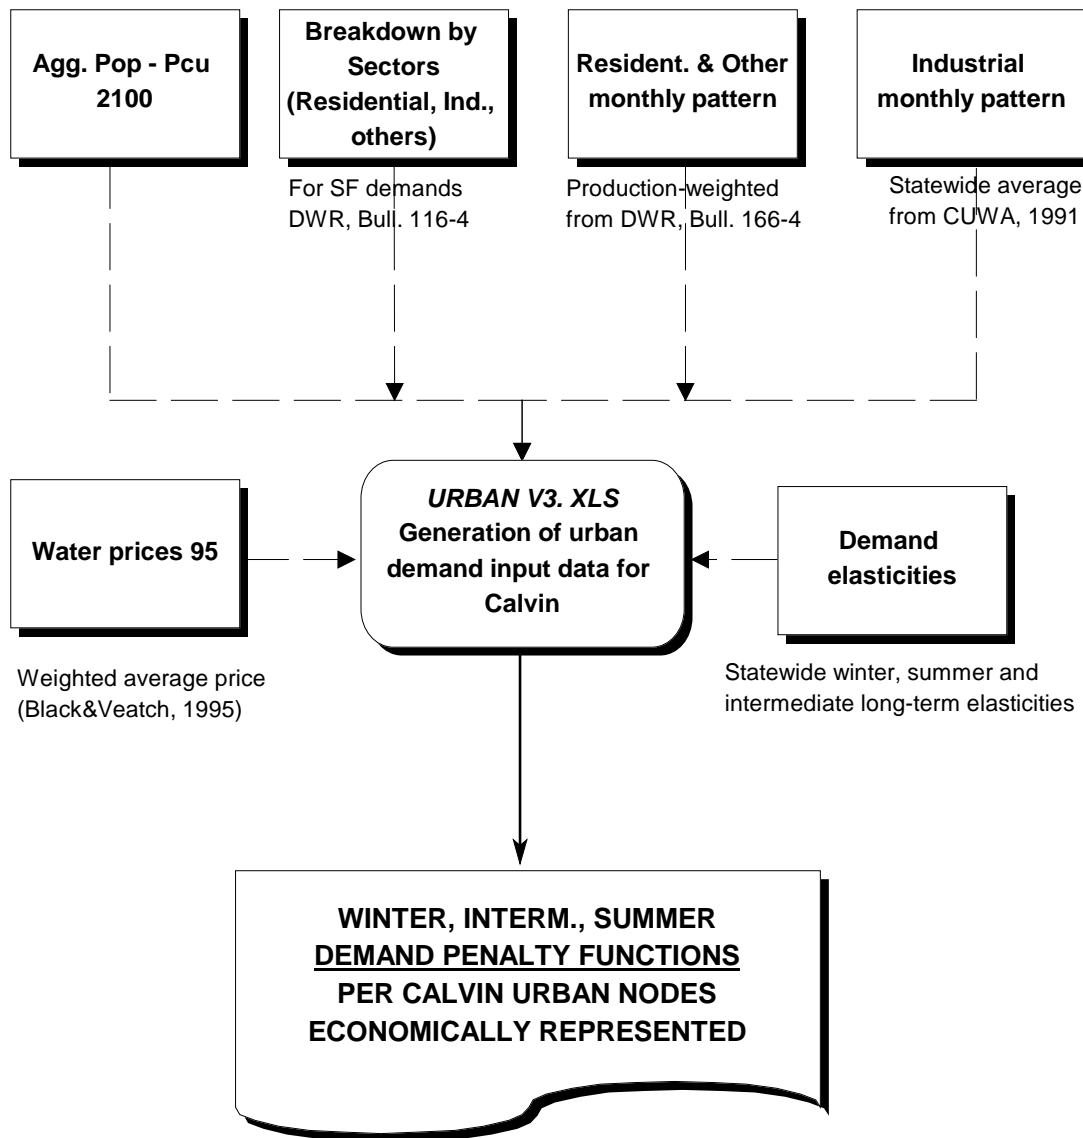 Agg. Pop - Pcu
2100
Breakdown by
Sectors
(Residential, Ind.,
others)
Resident. & Other
monthly pattern
Industrial
monthly pattern
For SF demands
DWR, Bull. 116-4
Production-weighted
from DWR, Bull. 166-4
Statewide average
from CUWA, 1991
Water prices 95
URBAN V3. XLS
Generation of urban
demand input data for
Calvin
Demand
elasticities
Weighted average price
(Black&Veatch, 1995)
Statewide winter, summer and
intermediate long-term elasticities
WINTER, INTERM., SUMMER
DEMAND PENALTY FUNCTIONS
PER CALVIN URBAN NODES
ECONOMICALLY REPRESENTED